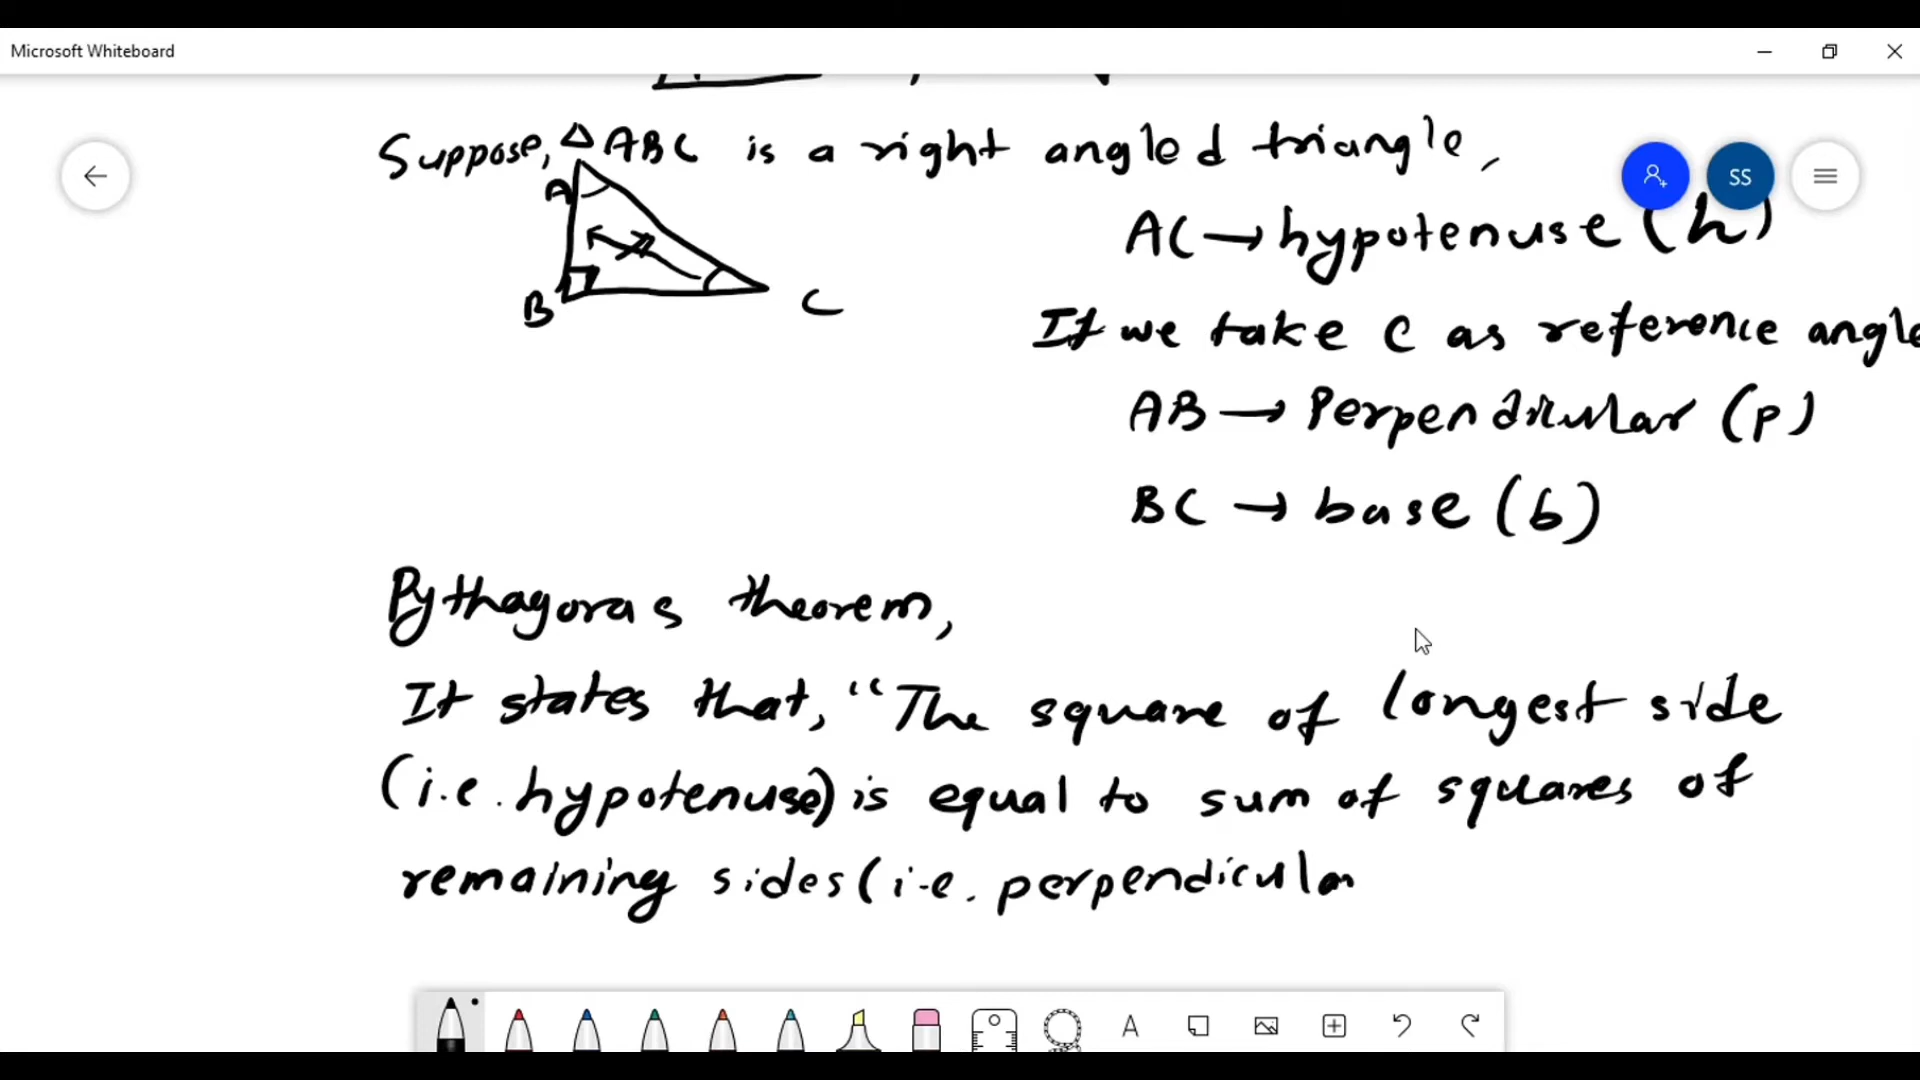 Microsoft Whiteboard
Suppose, △ABC is a right angled triangle,
A
B
C
SS
AC→hypotenuse (h)
If we take C as reference angle
AB→Perpendicular (p)
BC→base (b)
Pythagoras theorem,
It states that, "The square of longest side
(i.e. hypotenuse) is equal to sum of squares of
remaining sides (i.e. perpendicular